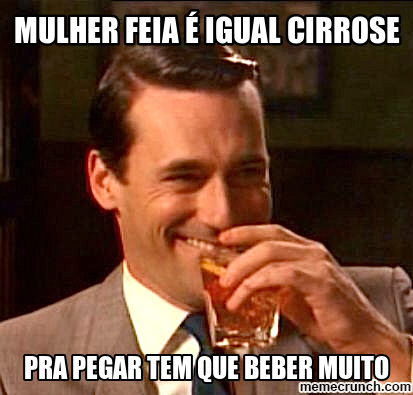 MULHER FEIA É IGUAL CIRROSE
PRA PEGAR TEM QUE BEBER MUITO
memecrunch.com